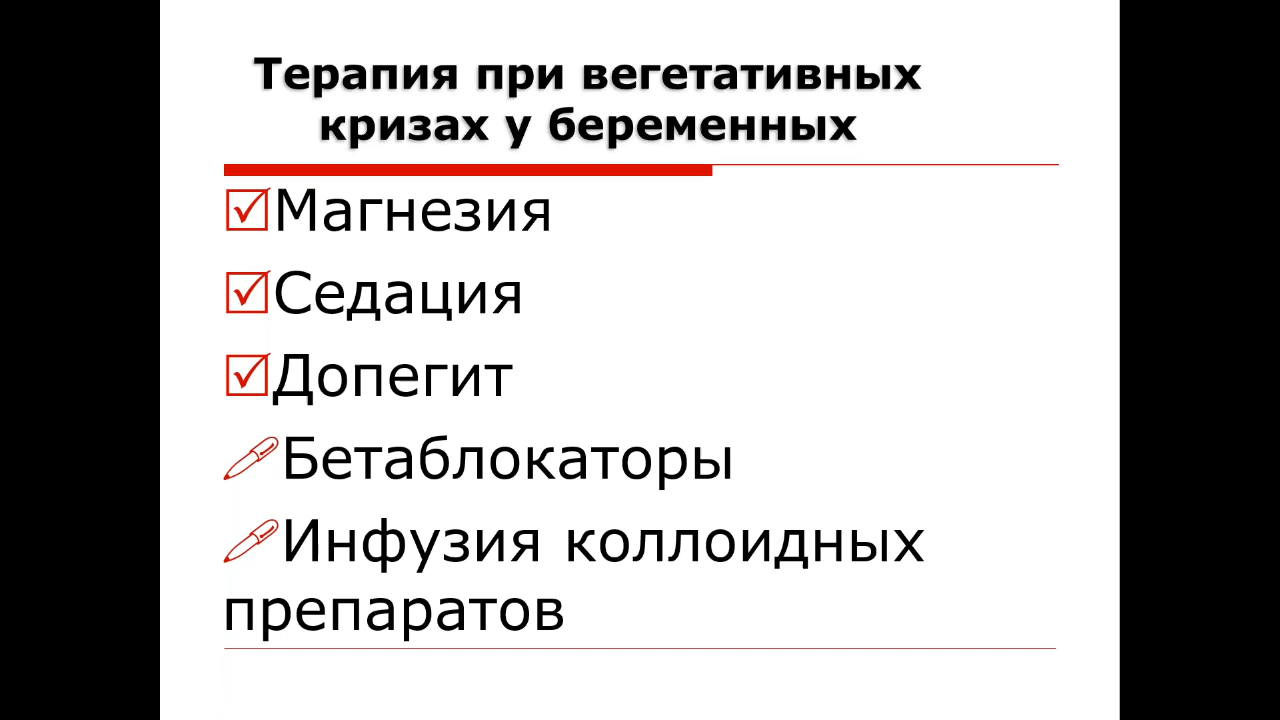 Терапия при вегетативных
кризах у беременных
Магнезия
Седация
Допегит
Бетаблокаторы
Инфузия коллоидных
препаратов